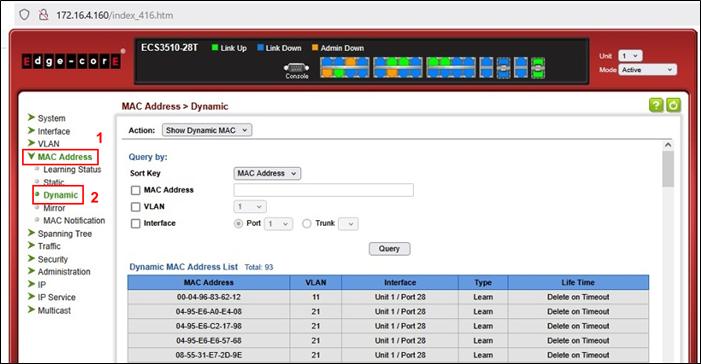 172.16.4.160/index_416.htm
Edge-corE
ECS3510-28T Link Up Link Down Admin Down
Console
Unit 1
Mode Active
MAC Address > Dynamic
?
System
Interface
VLAN
1
MAC Address
Learning Status
Static
Dynamic
2
Mirror
MAC Notification
Spanning Tree
Traffic
Security
Administration
IP
IP Service
Multicast
Action: Show Dynamic MAC
Query by:
Sort Key MAC Address
MAC Address
VLAN 1
Interface Port 1 Trunk
Query
Dynamic MAC Address List Total: 93
MAC Address VLAN Interface Type Life Time
00-04-96-83-62-12 11 Unit 1 / Port 28 Learn Delete on Timeout
04-95-E6-A0-E4-08 21 Unit 1 / Port 28 Learn Delete on Timeout
04-95-E6-C2-17-98 21 Unit 1 / Port 28 Learn Delete on Timeout
04-95-E6-E6-57-68 21 Unit 1 / Port 28 Learn Delete on Timeout
08-55-31-E7-2D-9E 21 Unit 1 / Port 28 Learn Delete on Timeout